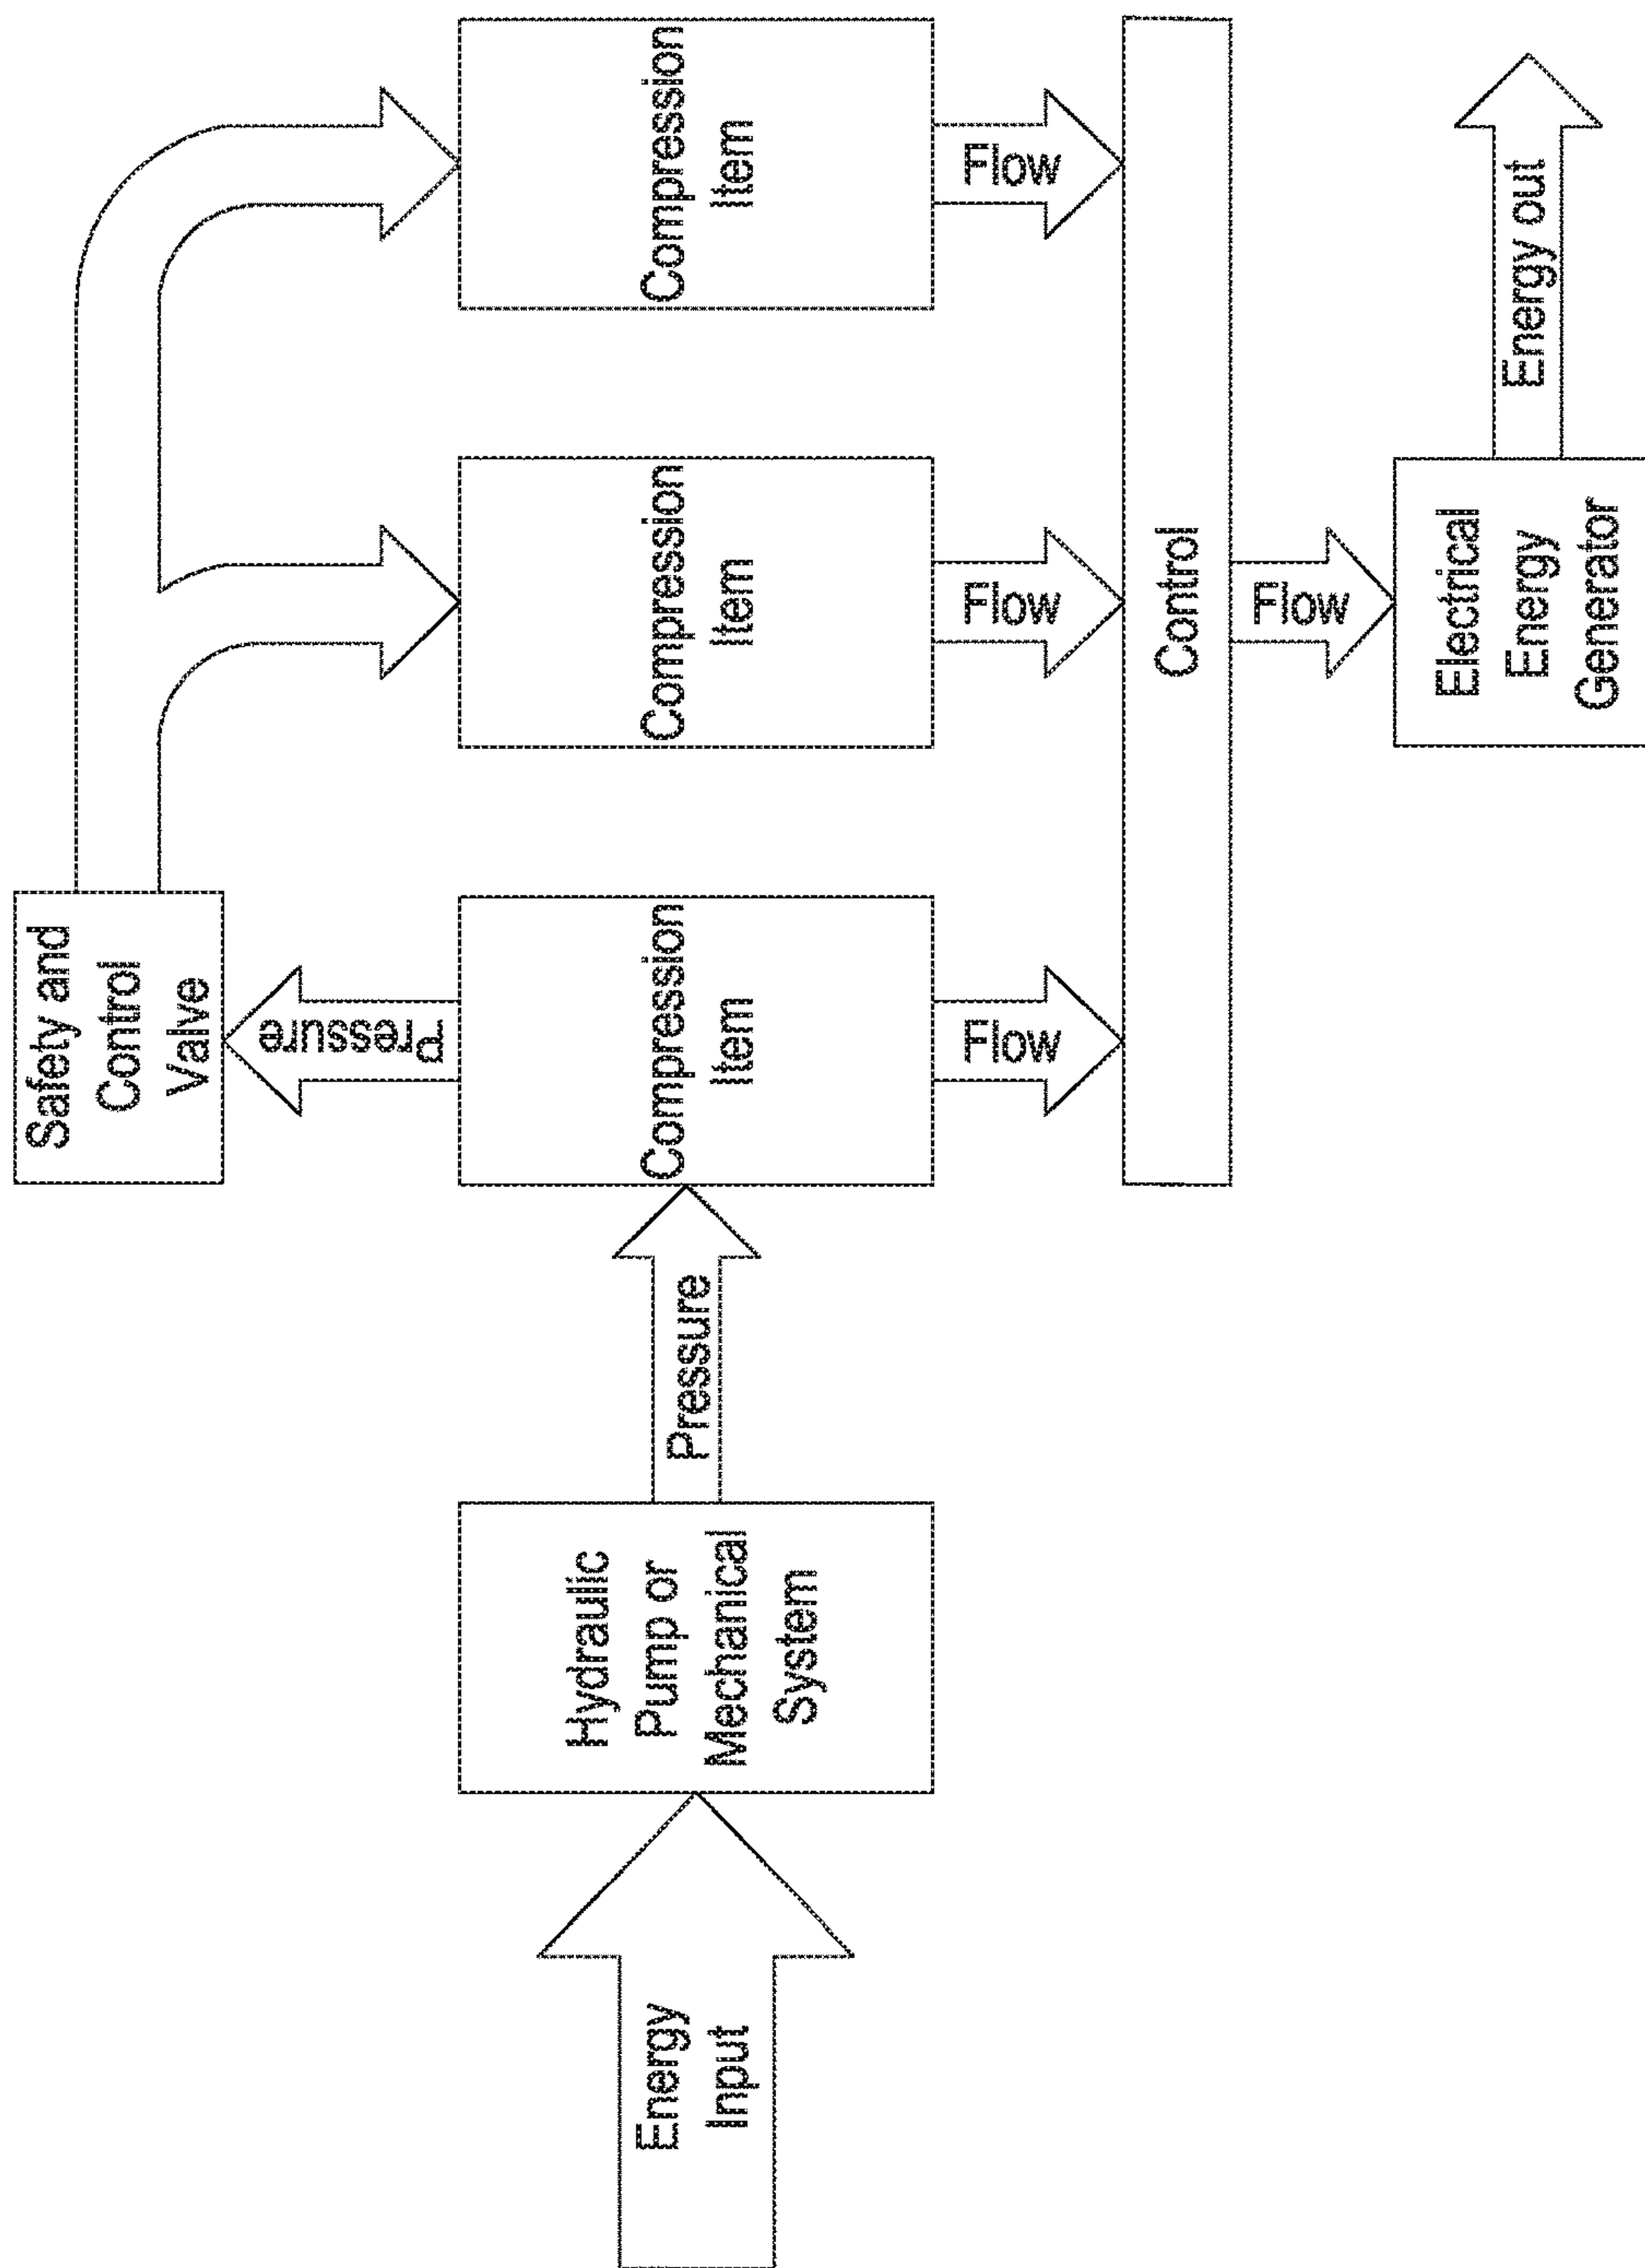 Safety and
Control
Valve
Pressure
Energy
Input
Hydraulic
Pump or
Mechanical
System
Pressure
Compression
Item
Compression
Item
Compression
Item
Flow
Flow
Flow
Control
Flow
Electrical
Energy
Generator
Energy out